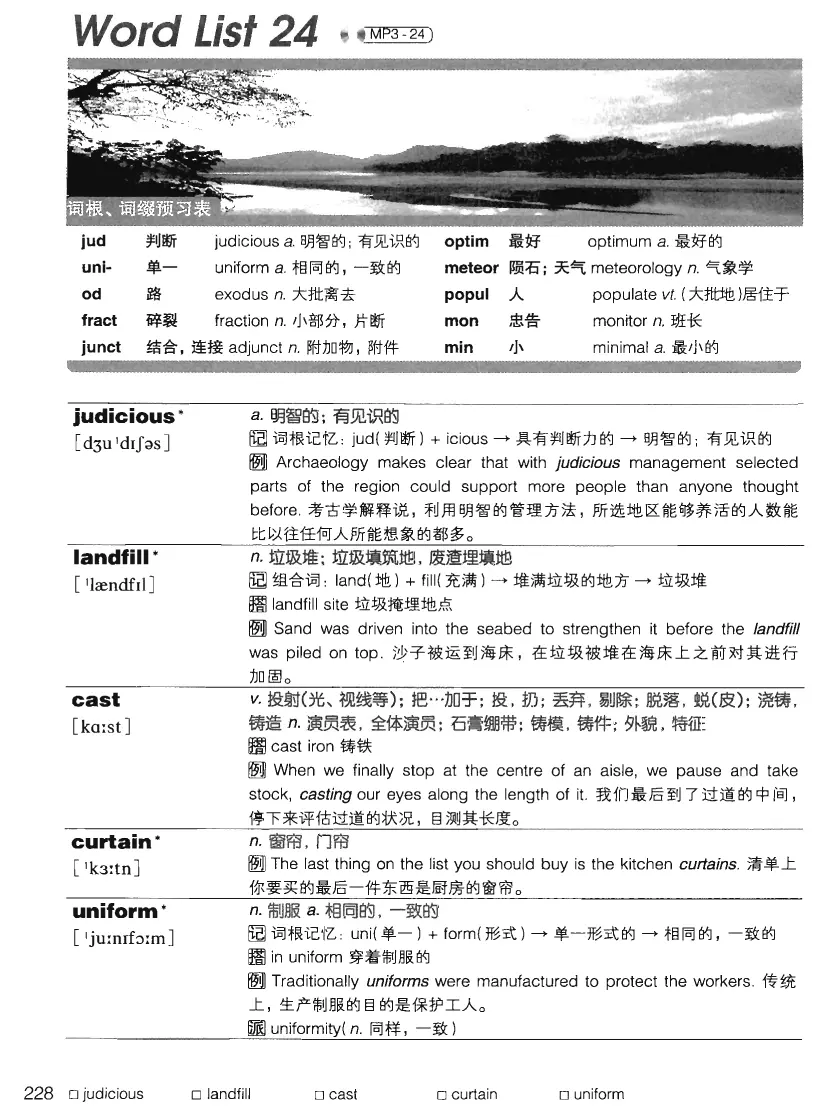 Word List 24 MP3-24
词根、词缀预习表
jud 判断 judicious a. 明智的; 有见识的 optim 最好 optimum a. 最好的
uni- 单一 uniform a. 相同的, 一致的 meteor 陨石; 天气 meteorology n. 气象学
od 路 exodus n. 大批离去 popul 人 populate vt. (大批地)居住于
fract 碎裂 fraction n. 小部分, 片断 mon 忠告 monitor n. 班长
junct 结合, 连接 adjunct n. 附加物, 附件 min 小 minimal a. 最小的
judicious* a. 明智的; 有见识的
[dʒuˈdɪʃəs] 记 词根记忆: jud(判断) + icious → 具有判断力的 → 明智的; 有见识的
例 Archaeology makes clear that with judicious management selected
parts of the region could support more people than anyone thought
before. 考古学解释说, 利用明智的管理方法, 所选地区能够养活的人数能
比以往任何人所能想象的都多。
landfill* n. 垃圾堆; 垃圾填筑地, 废渣埋填地
[ˈlændfɪl] 记 组合词: land(地) + fill(充满) → 堆满垃圾的地方 → 垃圾堆
搭 landfill site 垃圾掩埋地点
例 Sand was driven into the seabed to strengthen it before the landfill
was piled on top. 沙子被运到海床, 在垃圾被堆在海床上之前对其进行
加固。
cast v. 投射(光、视线等); 把…加于; 投, 扔; 丢弃, 剔除; 脱落, 蜕(皮); 浇铸,
[kɑːst] 铸造 n. 演员表, 全体演员; 石膏绷带; 铸模, 铸件; 外貌, 特征
搭 cast iron 铸铁
例 When we finally stop at the centre of an aisle, we pause and take
stock, casting our eyes along the length of it. 我们最后到了过道的中间,
停下来评估过道的状况, 目测其长度。
curtain* n. 窗帘, 门帘
[ˈkɜːtn] 例 The last thing on the list you should buy is the kitchen curtains. 清单上
你要买的最后一件东西是厨房的窗帘。
uniform* n. 制服 a. 相同的, 一致的
[ˈjuːnɪfɔːm] 记 词根记忆: uni(单一) + form(形式) → 单一形式的 → 相同的, 一致的
搭 in uniform 穿着制服的
例 Traditionally uniforms were manufactured to protect the workers. 传统
上, 生产制服的目的是保护工人。
派 uniformity(n. 同样, 一致)
228 □ judicious □ landfill □ cast □ curtain □ uniform